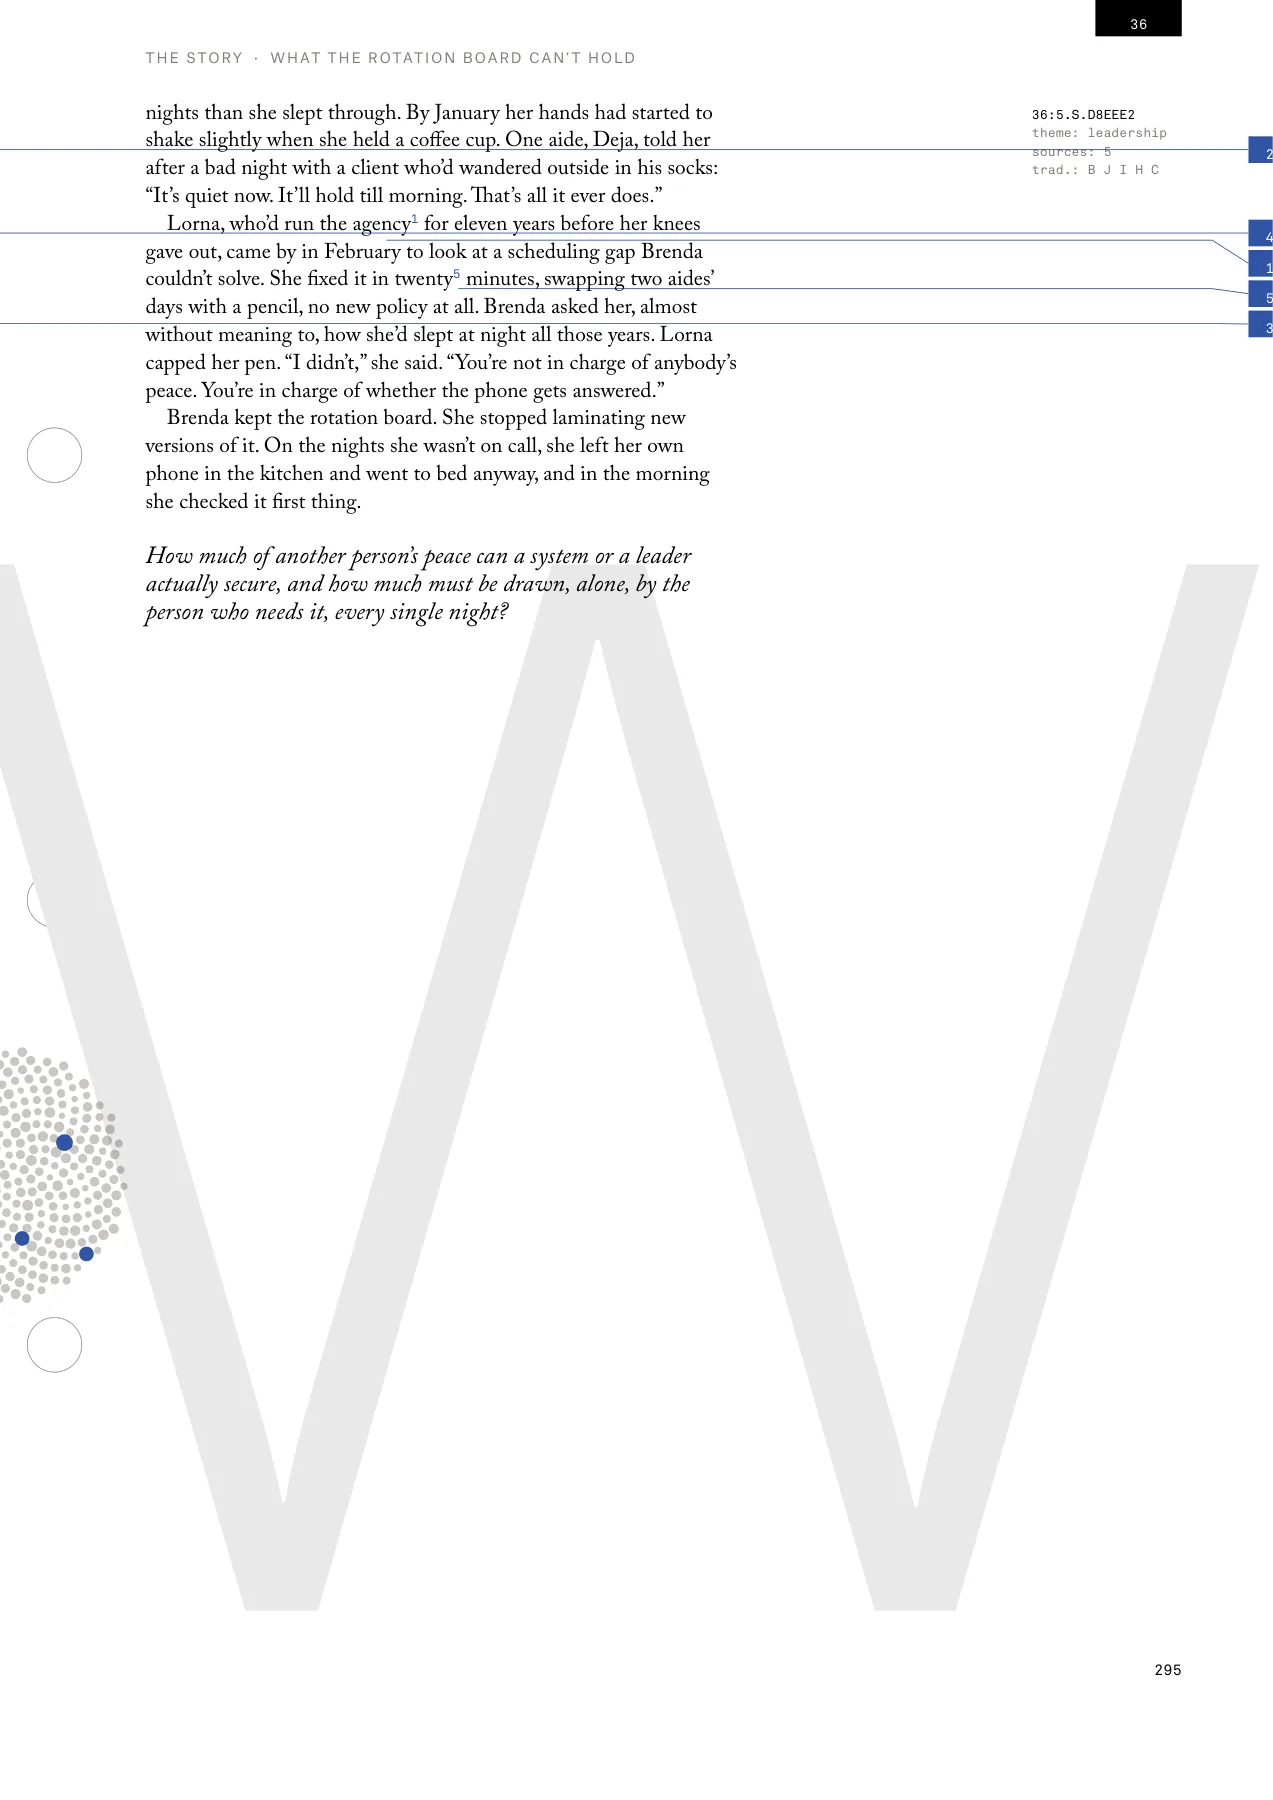 36
THE STORY · WHAT THE ROTATION BOARD CAN’T HOLD
nights than she slept through. By January her hands had started to
shake slightly when she held a coffee cup. One aide, Deja, told her
after a bad night with a client who’d wandered outside in his socks:
“It’s quiet now. It’ll hold till morning. That’s all it ever does.”
Lorna, who’d run the agency1 for eleven years before her knees
gave out, came by in February to look at a scheduling gap Brenda
couldn’t solve. She fixed it in twenty5 minutes, swapping two aides’
days with a pencil, no new policy at all. Brenda asked her, almost
without meaning to, how she’d slept at night all those years. Lorna
capped her pen. “I didn’t,” she said. “You’re not in charge of anybody’s
peace. You’re in charge of whether the phone gets answered.”
Brenda kept the rotation board. She stopped laminating new
versions of it. On the nights she wasn’t on call, she left her own
phone in the kitchen and went to bed anyway, and in the morning
she checked it first thing.
How much of another person’s peace can a system or a leader
actually secure, and how much must be drawn, alone, by the
person who needs it, every single night?
36:5.S.D8EEE2
theme: leadership
sources: 5
trad.: B J I H C
2
4
1
5
3
W
295